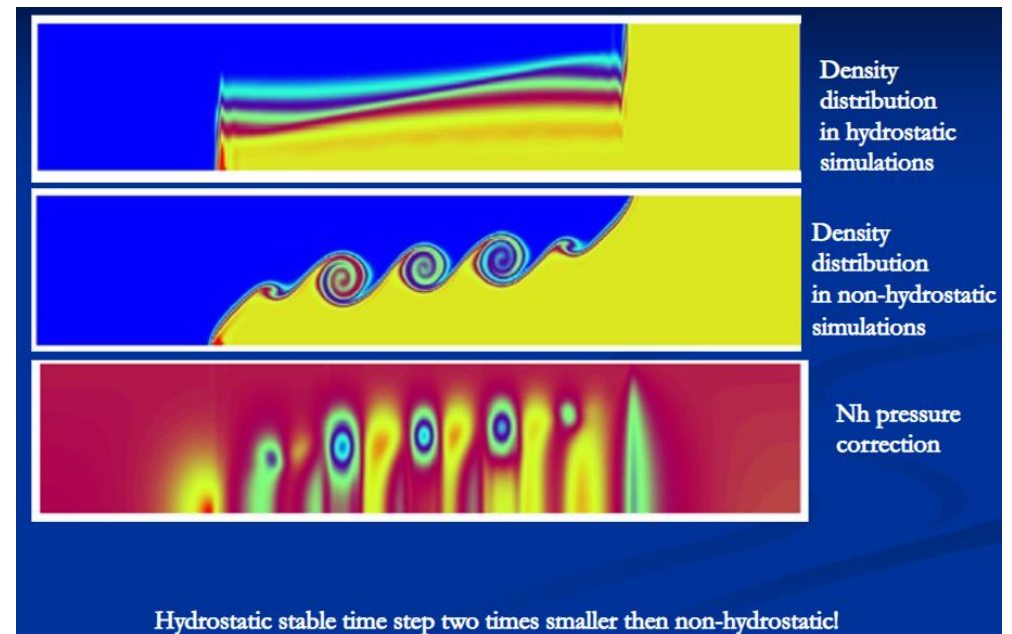 Density
distribution
in hydrostatic
simulations
Density
distribution
in non-hydrostatic
simulations
Nh pressure
correction
Hydrostatic stable time step two times smaller then non-hydrostatic!